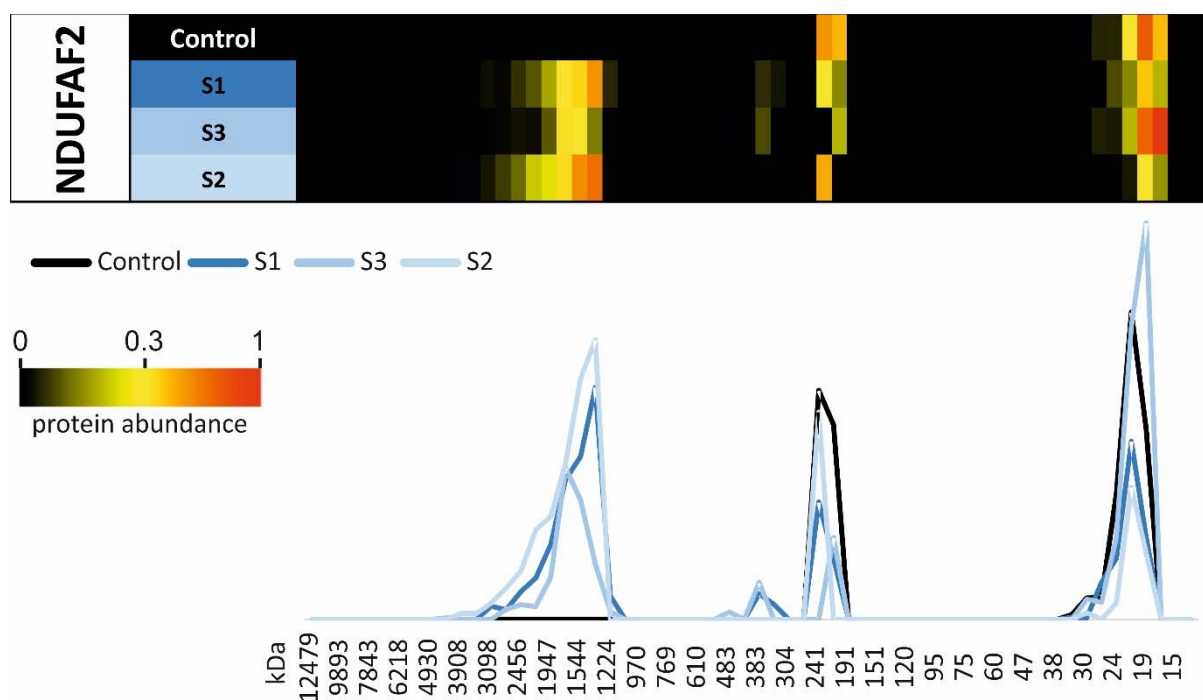 NDUFAF2
Control
S1
S3
S2
Control S1 S3 S2
0 0.3 1
protein abundance
kDa 12479 9893 7843 6218 4930 3908 3098 2456 1947 1544 1224 970 769 610 483 383 304 241 191 151 120 95 75 60 47 38 30 24 19 15